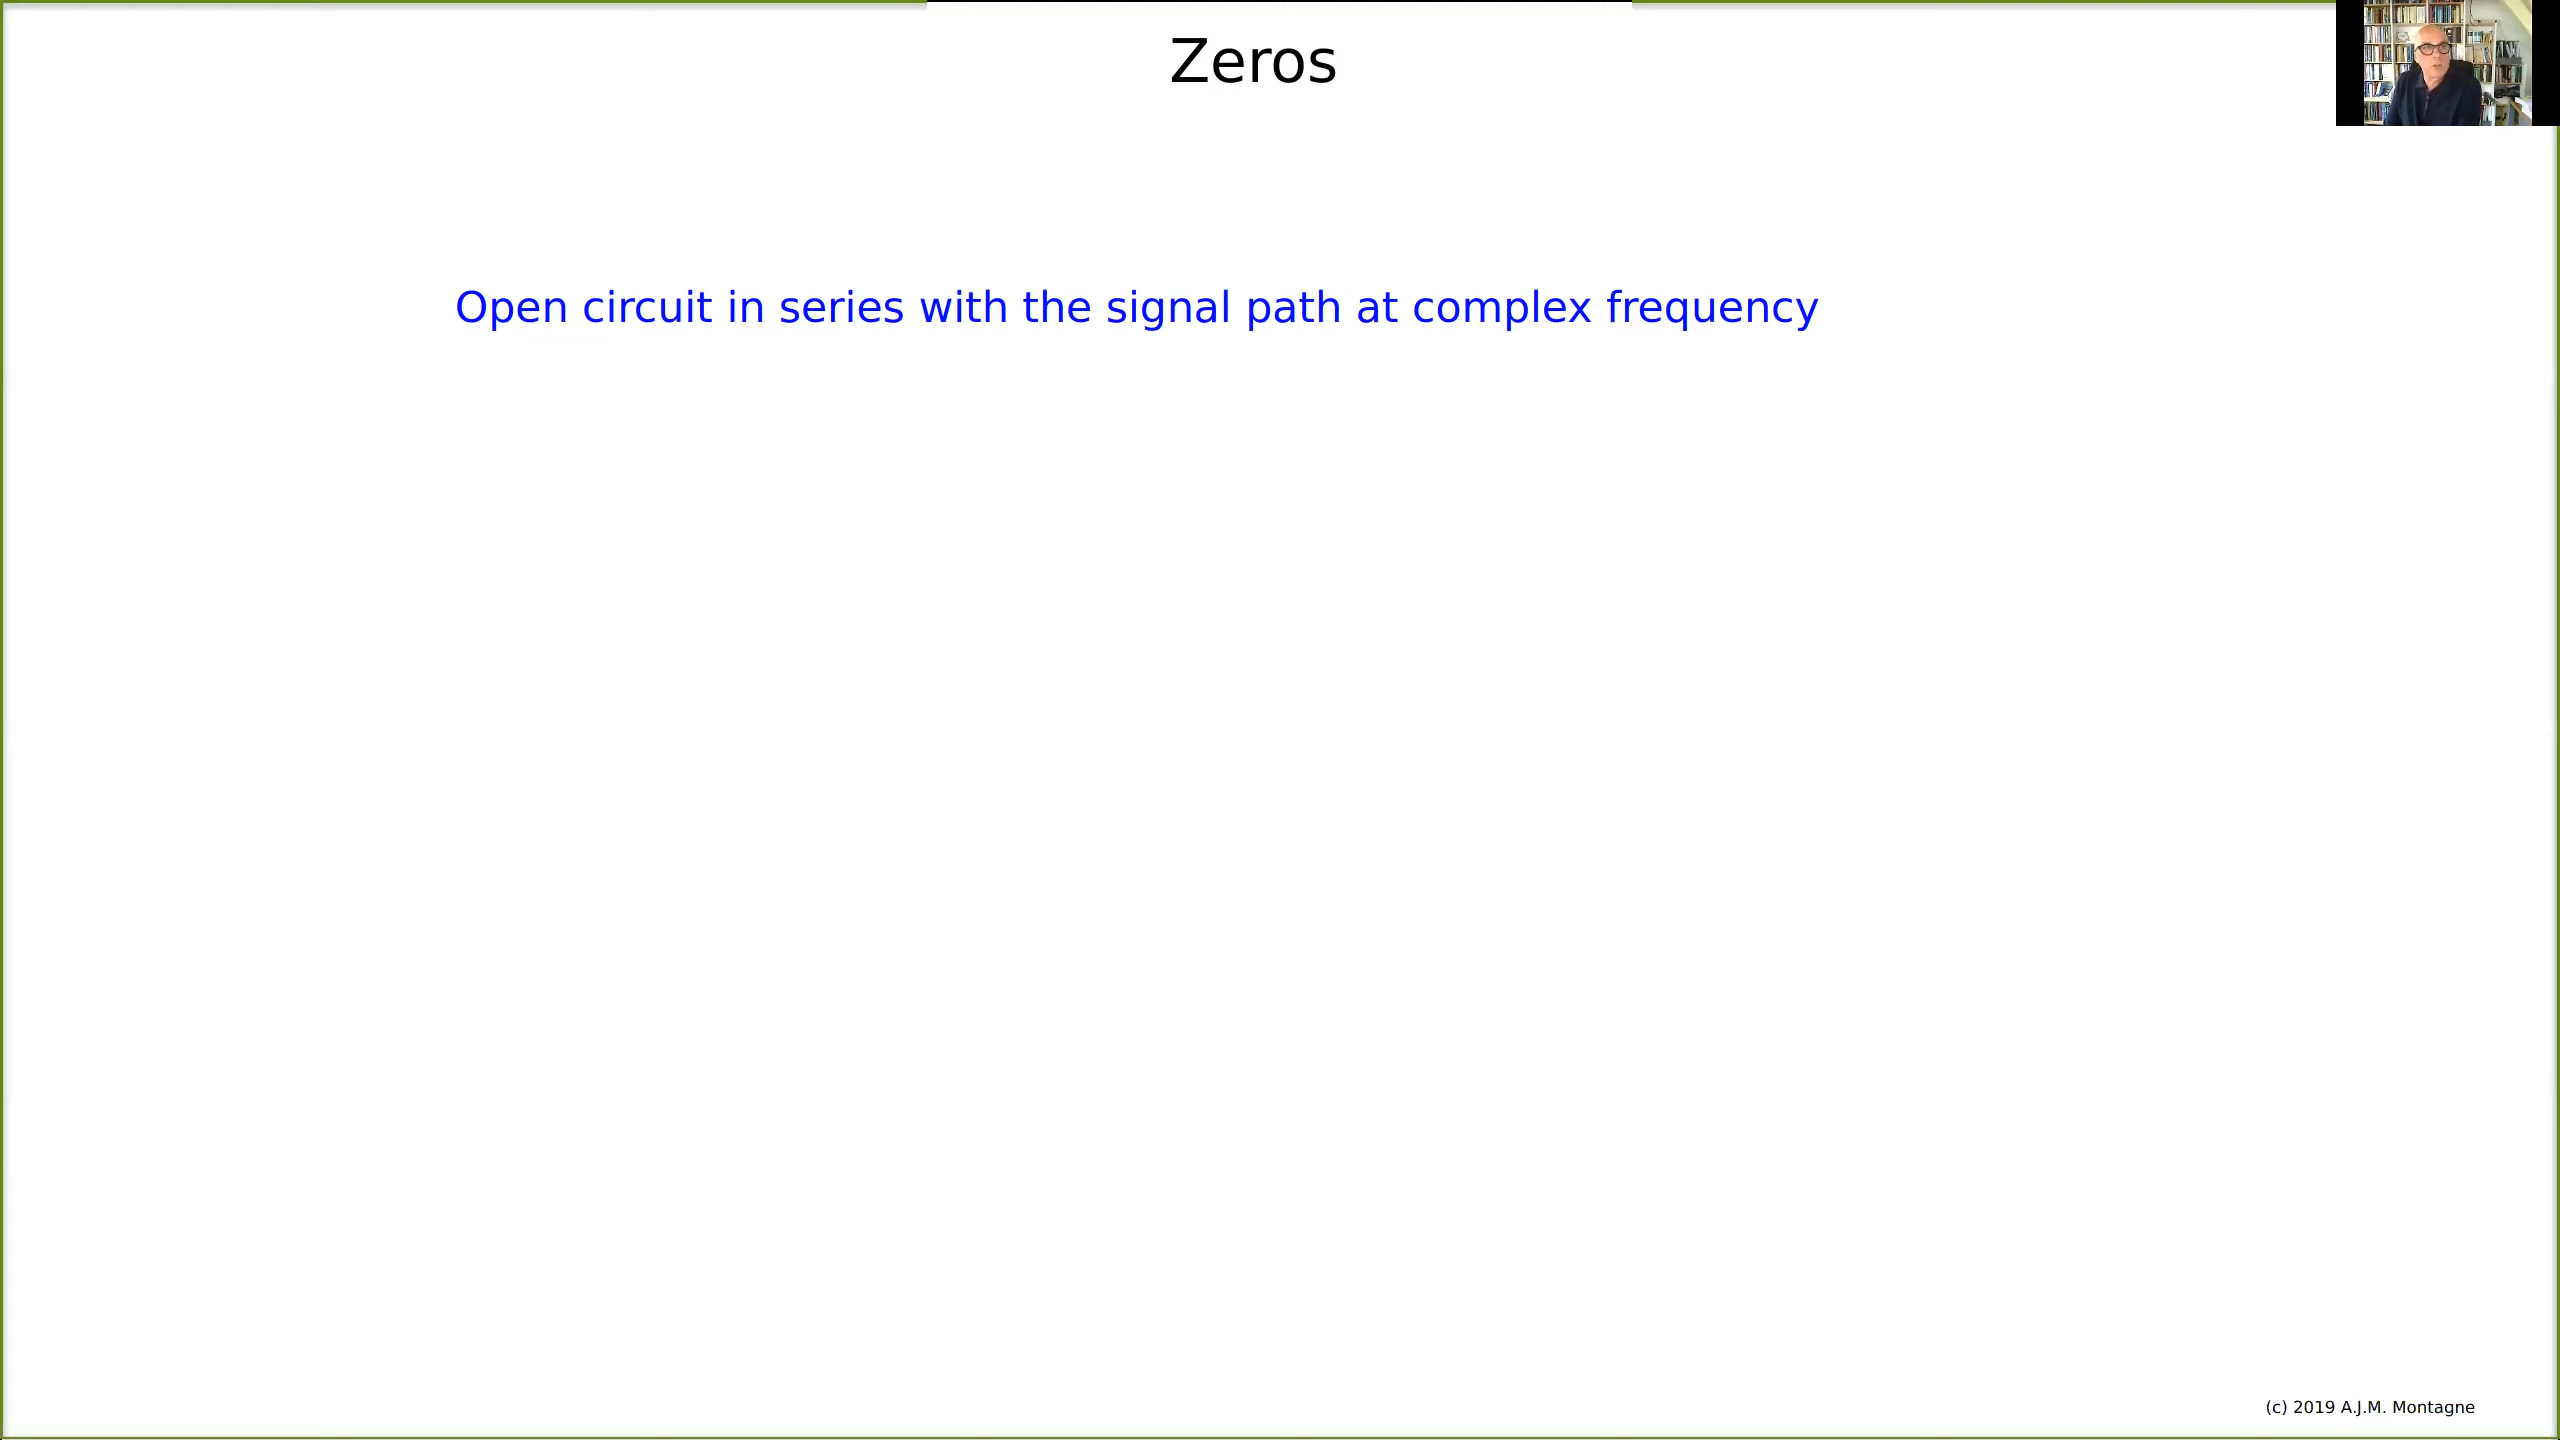 Zeros
Open circuit in series with the signal path at complex frequency
(c) 2019 A.J.M. Montagne